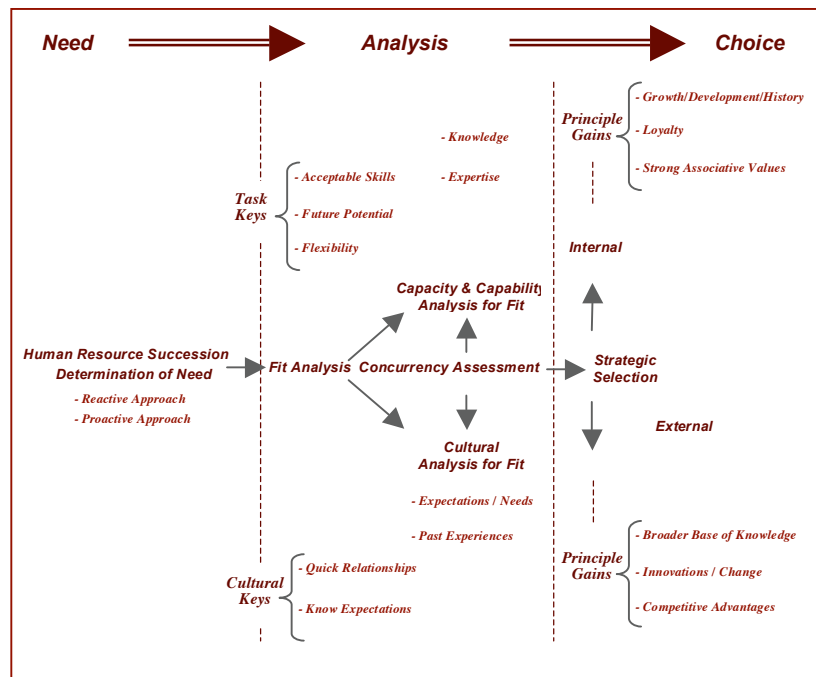 Need
Analysis
Choice
Principle
Gains
- Growth/Development/History
- Loyalty
- Strong Associative Values
- Knowledge
- Expertise
Task
Keys
- Acceptable Skills
- Future Potential
- Flexibility
Internal
Capacity & Capability
Analysis for Fit
Human Resource Succession
Determination of Need
- Reactive Approach
- Proactive Approach
Fit Analysis
Concurrency Assessment
Strategic
Selection
External
Cultural
Analysis for Fit
- Expectations / Needs
- Past Experiences
Cultural
Keys
- Quick Relationships
- Know Expectations
Principle
Gains
- Broader Base of Knowledge
- Innovations / Change
- Competitive Advantages